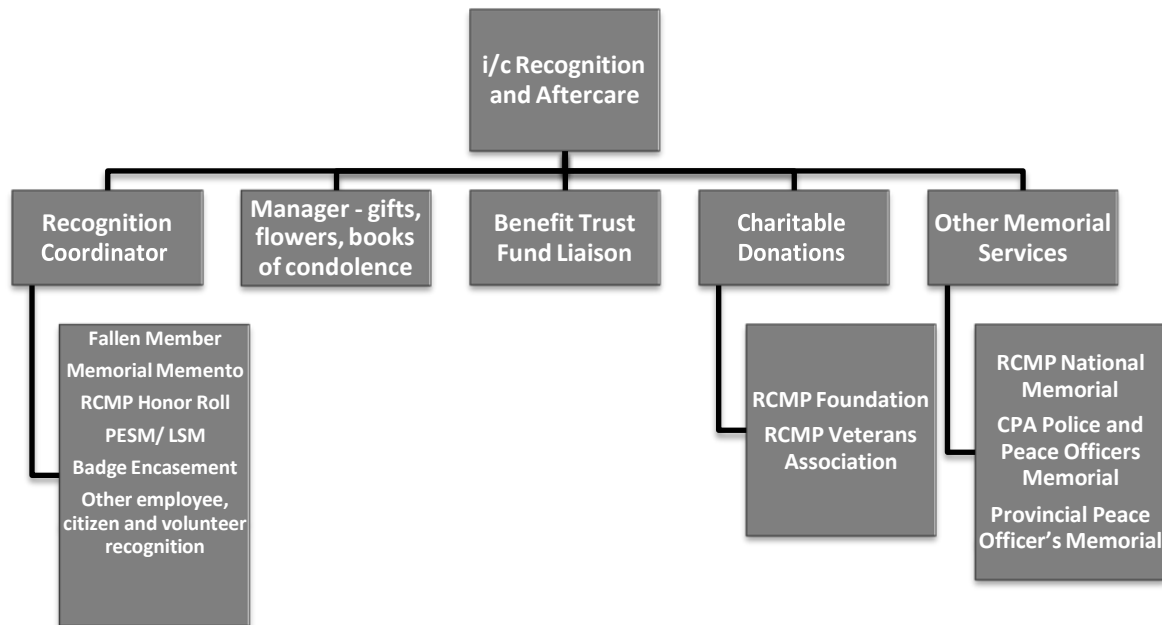 i/c Recognition
and Aftercare
Recognition
Coordinator
Manager - gifts,
flowers, books
of condolence
Benefit Trust
Fund Liaison
Charitable
Donations
Other Memorial
Services
Fallen Member
Memorial Memento
RCMP Honor Roll
PESM/ LSM
Badge Encasement
Other employee,
citizen and volunteer
recognition
RCMP Foundation
RCMP Veterans
Association
RCMP National
Memorial
CPA Police and
Peace Officers
Memorial
Provincial Peace
Officer’s Memorial